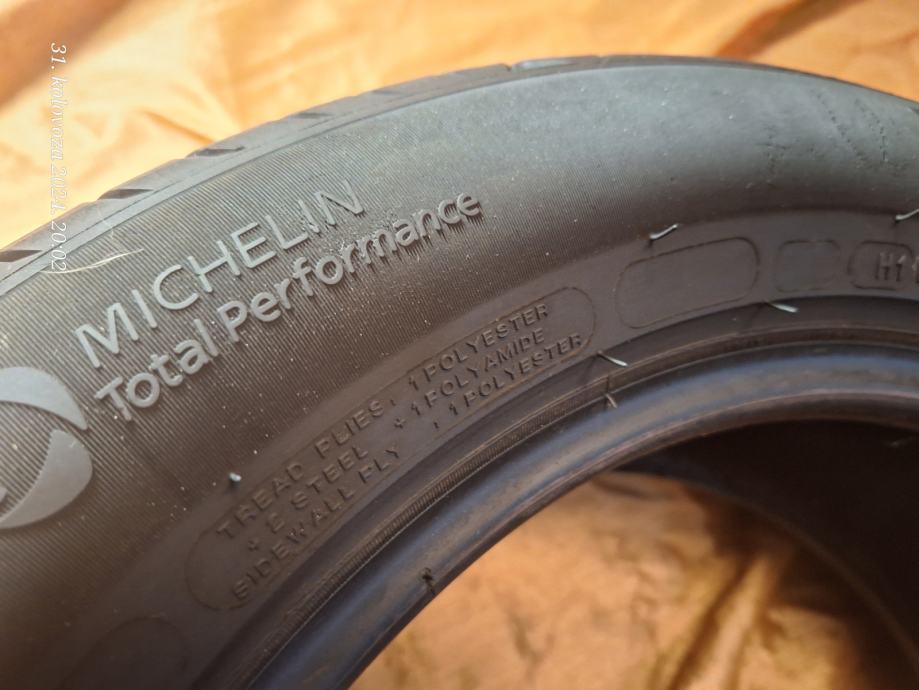 31. kolovoza 2024. 20:02
MICHELIN
Total Performance
TREAD PLIES: 1 POLYESTER
+ 2 STEEL + 1 POLYAMIDE
SIDEWALL PLY : 1 POLYESTER